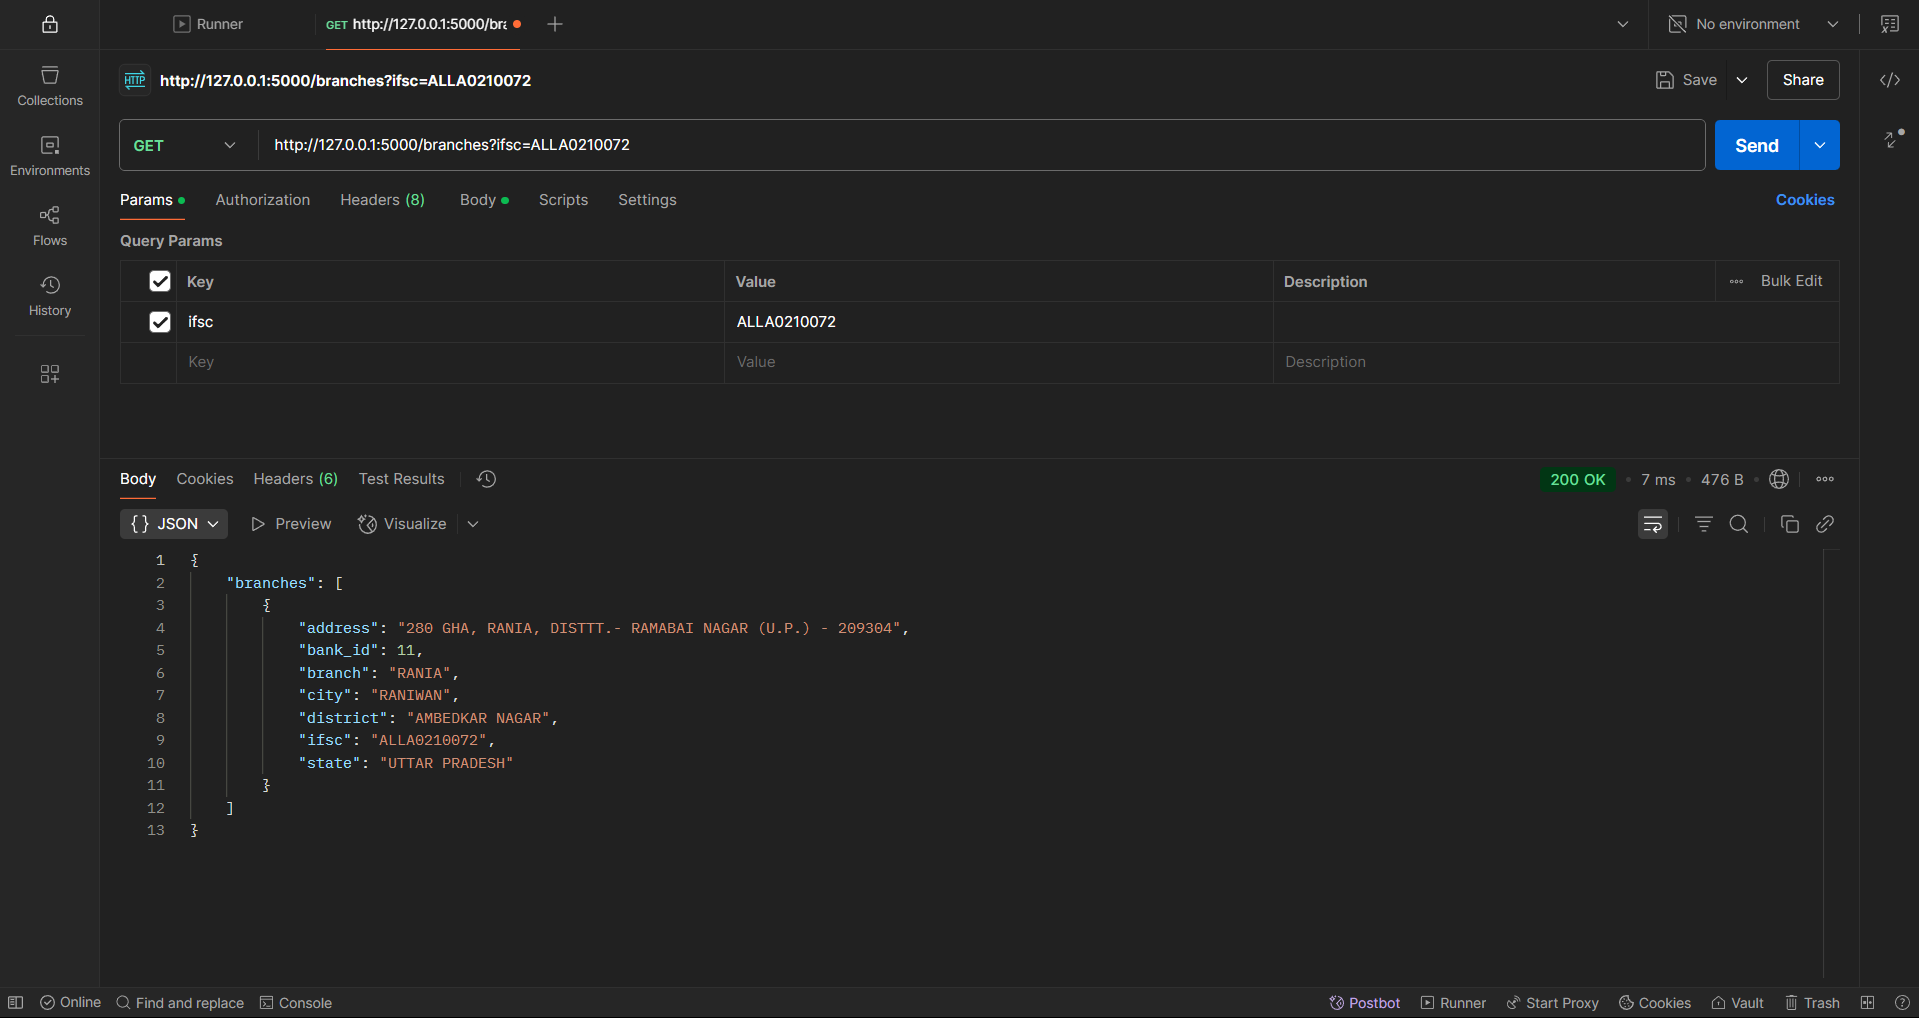 Runner
GET http://127.0.0.1:5000/bra
No environment
http://127.0.0.1:5000/branches?ifsc=ALLA0210072
Save
Share
Collections
Environments
Flows
History
GET
http://127.0.0.1:5000/branches?ifsc=ALLA0210072
Send
Params
Authorization
Headers (8)
Body
Scripts
Settings
Cookies
Query Params
Key Value Description Bulk Edit
ifsc ALLA0210072
Key Value Description
Body
Cookies
Headers (6)
Test Results
200 OK
7 ms
476 B
{} JSON
Preview
Visualize
1 {
2 "branches": [
3 {
4 "address": "280 GHA, RANIA, DISTTT.- RAMABAI NAGAR (U.P.) - 209304",
5 "bank_id": 11,
6 "branch": "RANIA",
7 "city": "RANIWAN",
8 "district": "AMBEDKAR NAGAR",
9 "ifsc": "ALLA0210072",
10 "state": "UTTAR PRADESH"
11 }
12 ]
13 }
Online
Find and replace
Console
Postbot
Runner
Start Proxy
Cookies
Vault
Trash